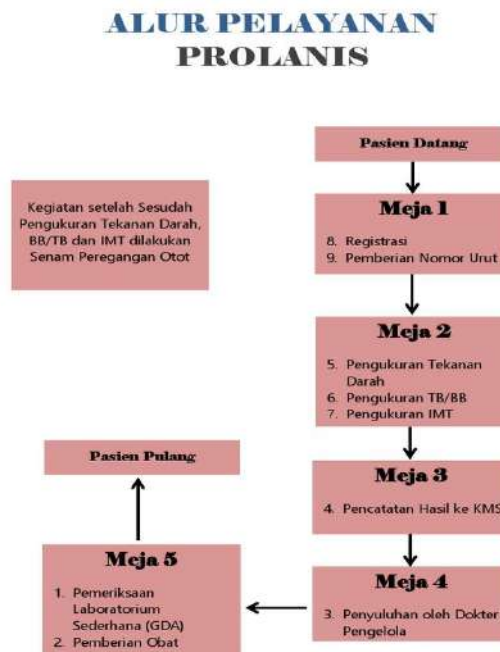 ALUR PELAYANAN
PROLANIS
Pasien Datang
Meja 1
8. Registrasi
9. Pemberian Nomor Urut
Kegiatan setelah Sesudah
Pengukuran Tekanan Darah,
BB/TB dan IMT dilakukan
Senam Peregangan Otot
Meja 2
5. Pengukuran Tekanan
Darah
6. Pengukuran TB/BB
7. Pengukuran IMT
Meja 3
4. Pencatatan Hasil ke KMS
Meja 4
3. Penyuluhan oleh Dokter
Pengelola
Meja 5
1. Pemeriksaan
Laboratorium
Sederhana (GDA)
2. Pemberian Obat
Pasien Pulang